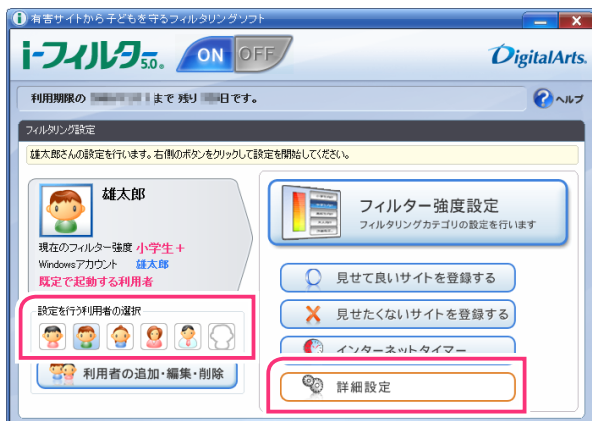 有害サイトから子どもを守るフィルタリングソフト
i-フィルター5.0. ON OFF
DigitalArts.
利用期限の まで 残り 日です。
ヘルプ
フィルタリング設定
雄太郎さんの設定を行います。右側のボタンをクリックして設定を開始してください。
雄太郎
現在のフィルター強度 小学生+
Windowsアカウント 雄太郎
既定で起動する利用者
設定を行う利用者の選択
利用者の追加・編集・削除
フィルター強度設定
フィルタリングカテゴリの設定を行います
見せて良いサイトを登録する
見せたくないサイトを登録する
インターネットタイマー
詳細設定